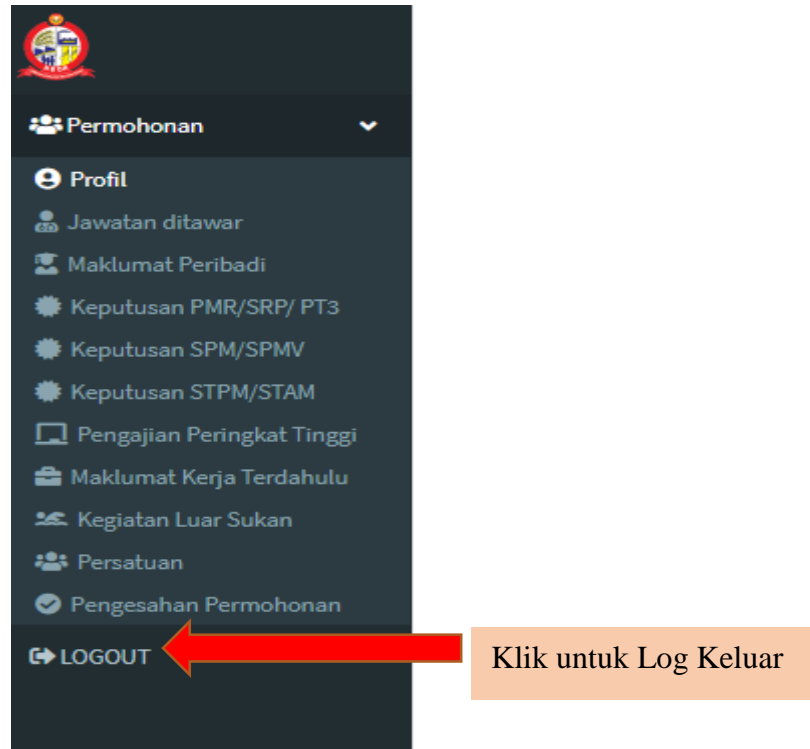 Permohonan
Profil
Jawatan ditawar
Maklumat Peribadi
Keputusan PMR/SRP/ PT3
Keputusan SPM/SPMV
Keputusan STPM/STAM
Pengajian Peringkat Tinggi
Maklumat Kerja Terdahulu
Kegiatan Luar Sukan
Persatuan
Pengesahan Permohonan
LOGOUT
Klik untuk Log Keluar